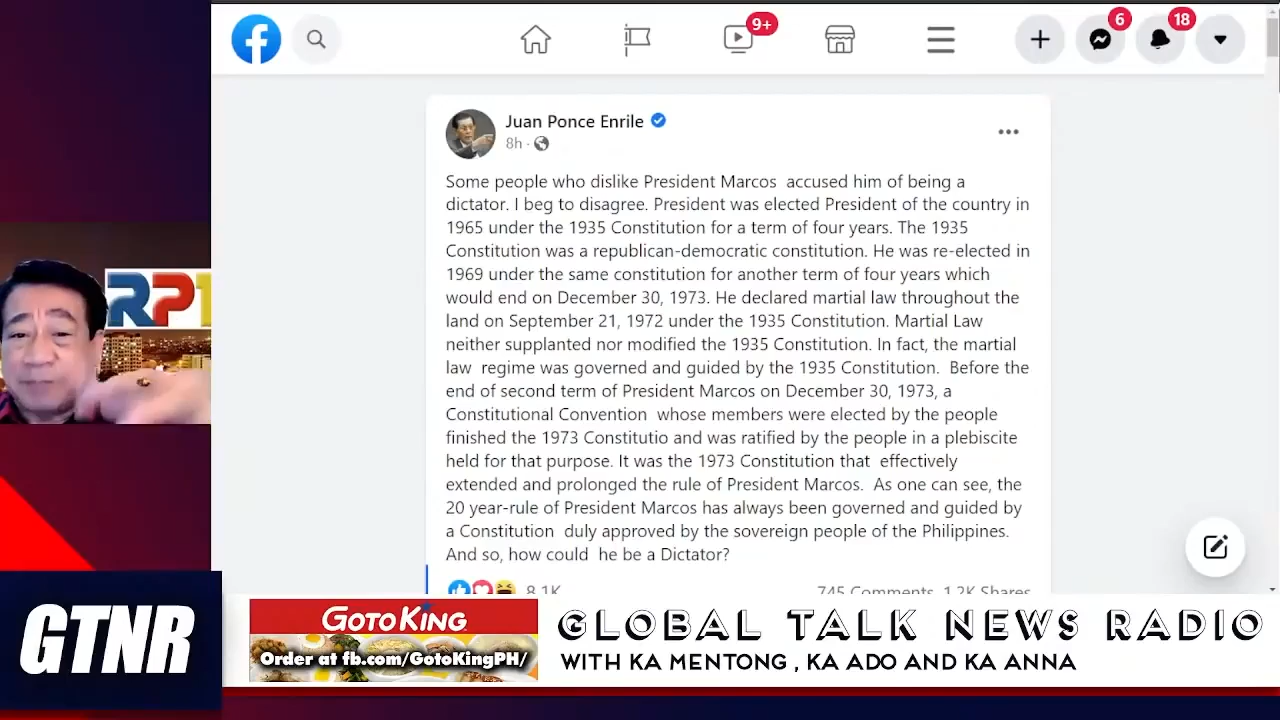 9+
6
18
Juan Ponce Enrile
8h ·
Some people who dislike President Marcos accused him of being a
dictator. I beg to disagree. President was elected President of the country in
1965 under the 1935 Constitution for a term of four years. The 1935
Constitution was a republican-democratic constitution. He was re-elected in
1969 under the same constitution for another term of four years which
would end on December 30, 1973. He declared martial law throughout the
land on September 21, 1972 under the 1935 Constitution. Martial Law
neither supplanted nor modified the 1935 Constitution. In fact, the martial
law regime was governed and guided by the 1935 Constitution. Before the
end of second term of President Marcos on December 30, 1973, a
Constitutional Convention whose members were elected by the people
finished the 1973 Constitutio and was ratified by the people in a plebiscite
held for that purpose. It was the 1973 Constitution that effectively
extended and prolonged the rule of President Marcos. As one can see, the
20 year-rule of President Marcos has always been governed and guided by
a Constitution duly approved by the sovereign people of the Philippines.
And so, how could he be a Dictator?
8.1K 745 Comments 1.2K Shares
RP1
GTNR
GOTO KING
Order at fb.com/GotoKingPH/
GLOBAL TALK NEWS RADIO
WITH KA MENTONG , KA ADO AND KA ANNA